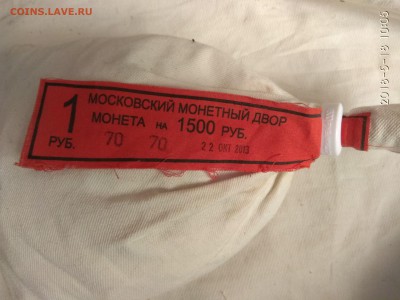 COINS.LAVE.RU
2018-5-18 10:05
1
РУБ.
МОСКОВСКИЙ МОНЕТНЫЙ ДВОР
МОНЕТА НА 1500 РУБ.
70 70 22 ОКТ 2013